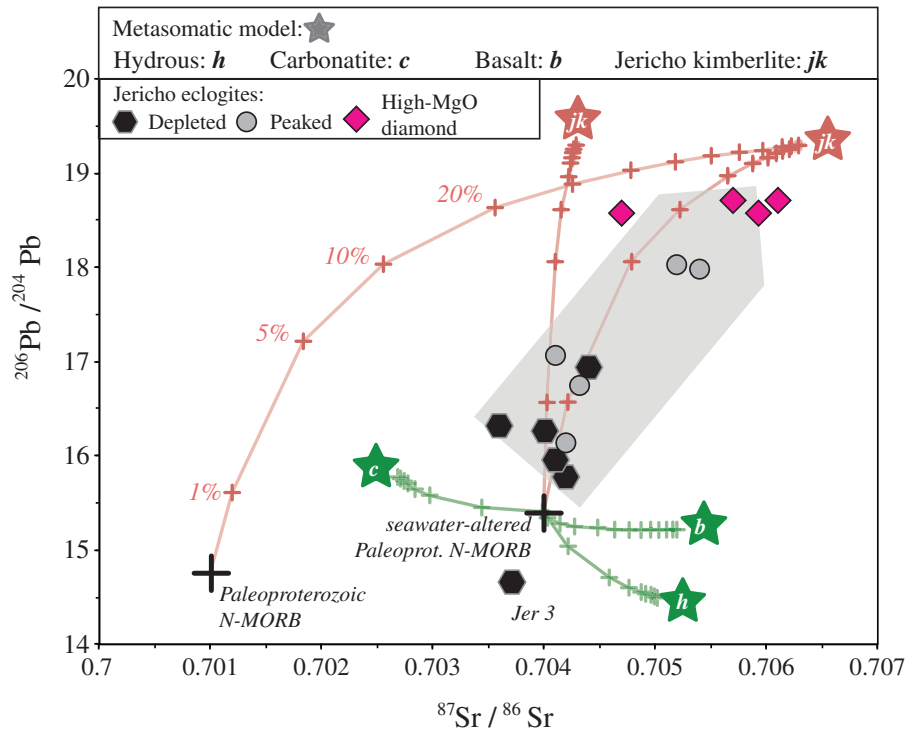 Metasomatic model:
Hydrous: h Carbonatite: c Basalt: b Jericho kimberlite: jk
20
Jericho eclogites:
Depleted Peaked High-MgO
diamond
jk
jk
19
20%
18
10%
5%
17
16
c
1%
seawater-altered
Paleoprot. N-MORB
b
15
Paleoproterozoic
N-MORB
Jer 3
h
14
0.7 0.701 0.702 0.703 0.704 0.705 0.706 0.707
²⁰⁶Pb / ²⁰⁴Pb
⁸⁷Sr / ⁸⁶Sr